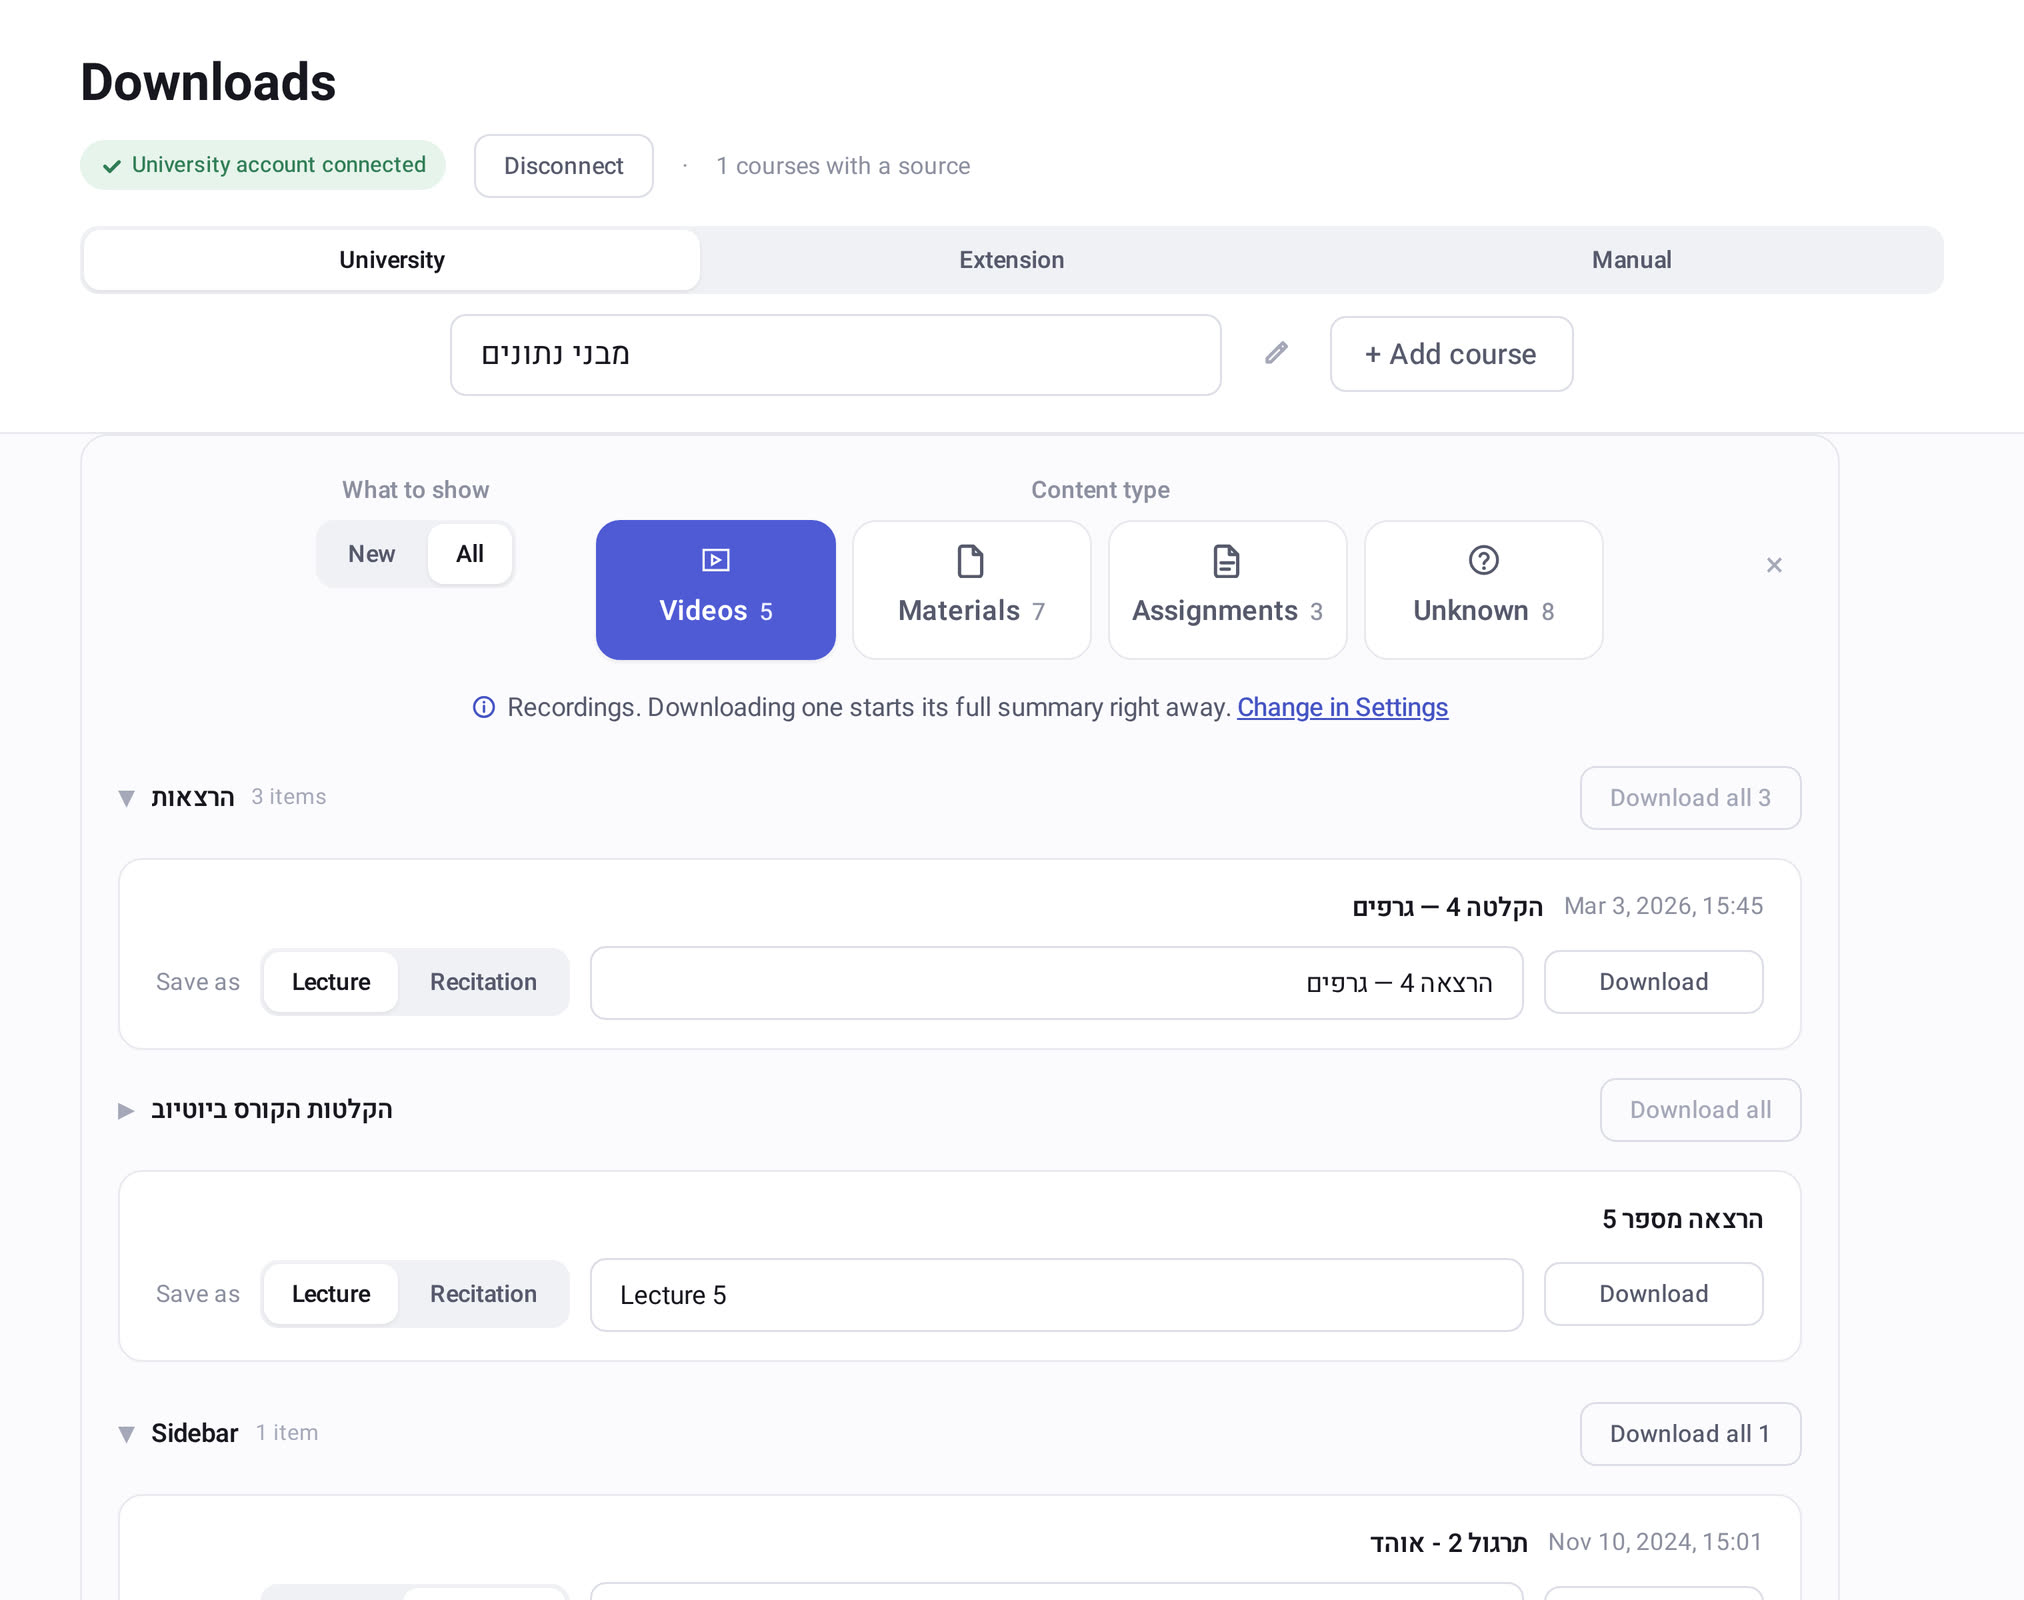 Downloads
University account connected
Disconnect
· 1 courses with a source
University
Extension
Manual
מבני נתונים
+ Add course
What to show
Content type
New
All
Videos 5
Materials 7
Assignments 3
Unknown 8
×
Recordings. Downloading one starts its full summary right away. Change in Settings
הרצאות 3 items
Download all 3
הקלטה 4 – גרפים Mar 3, 2026, 15:45
Save as
Lecture
Recitation
הרצאה 4 – גרפים
Download
הקלטות הקורס ביוטיוב
Download all
הרצאה מספר 5
Save as
Lecture
Recitation
Lecture 5
Download
Sidebar 1 item
Download all 1
תרגול 2 - אוהד Nov 10, 2024, 15:01